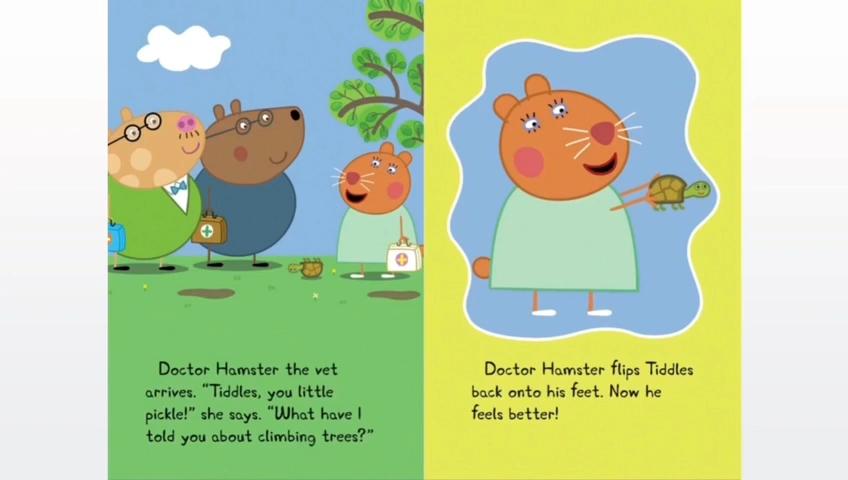 Doctor Hamster the vet
arrives. “Tiddles, you little
pickle!” she says. “What have I
told you about climbing trees?”
Doctor Hamster flips Tiddles
back onto his feet. Now he
feels better!